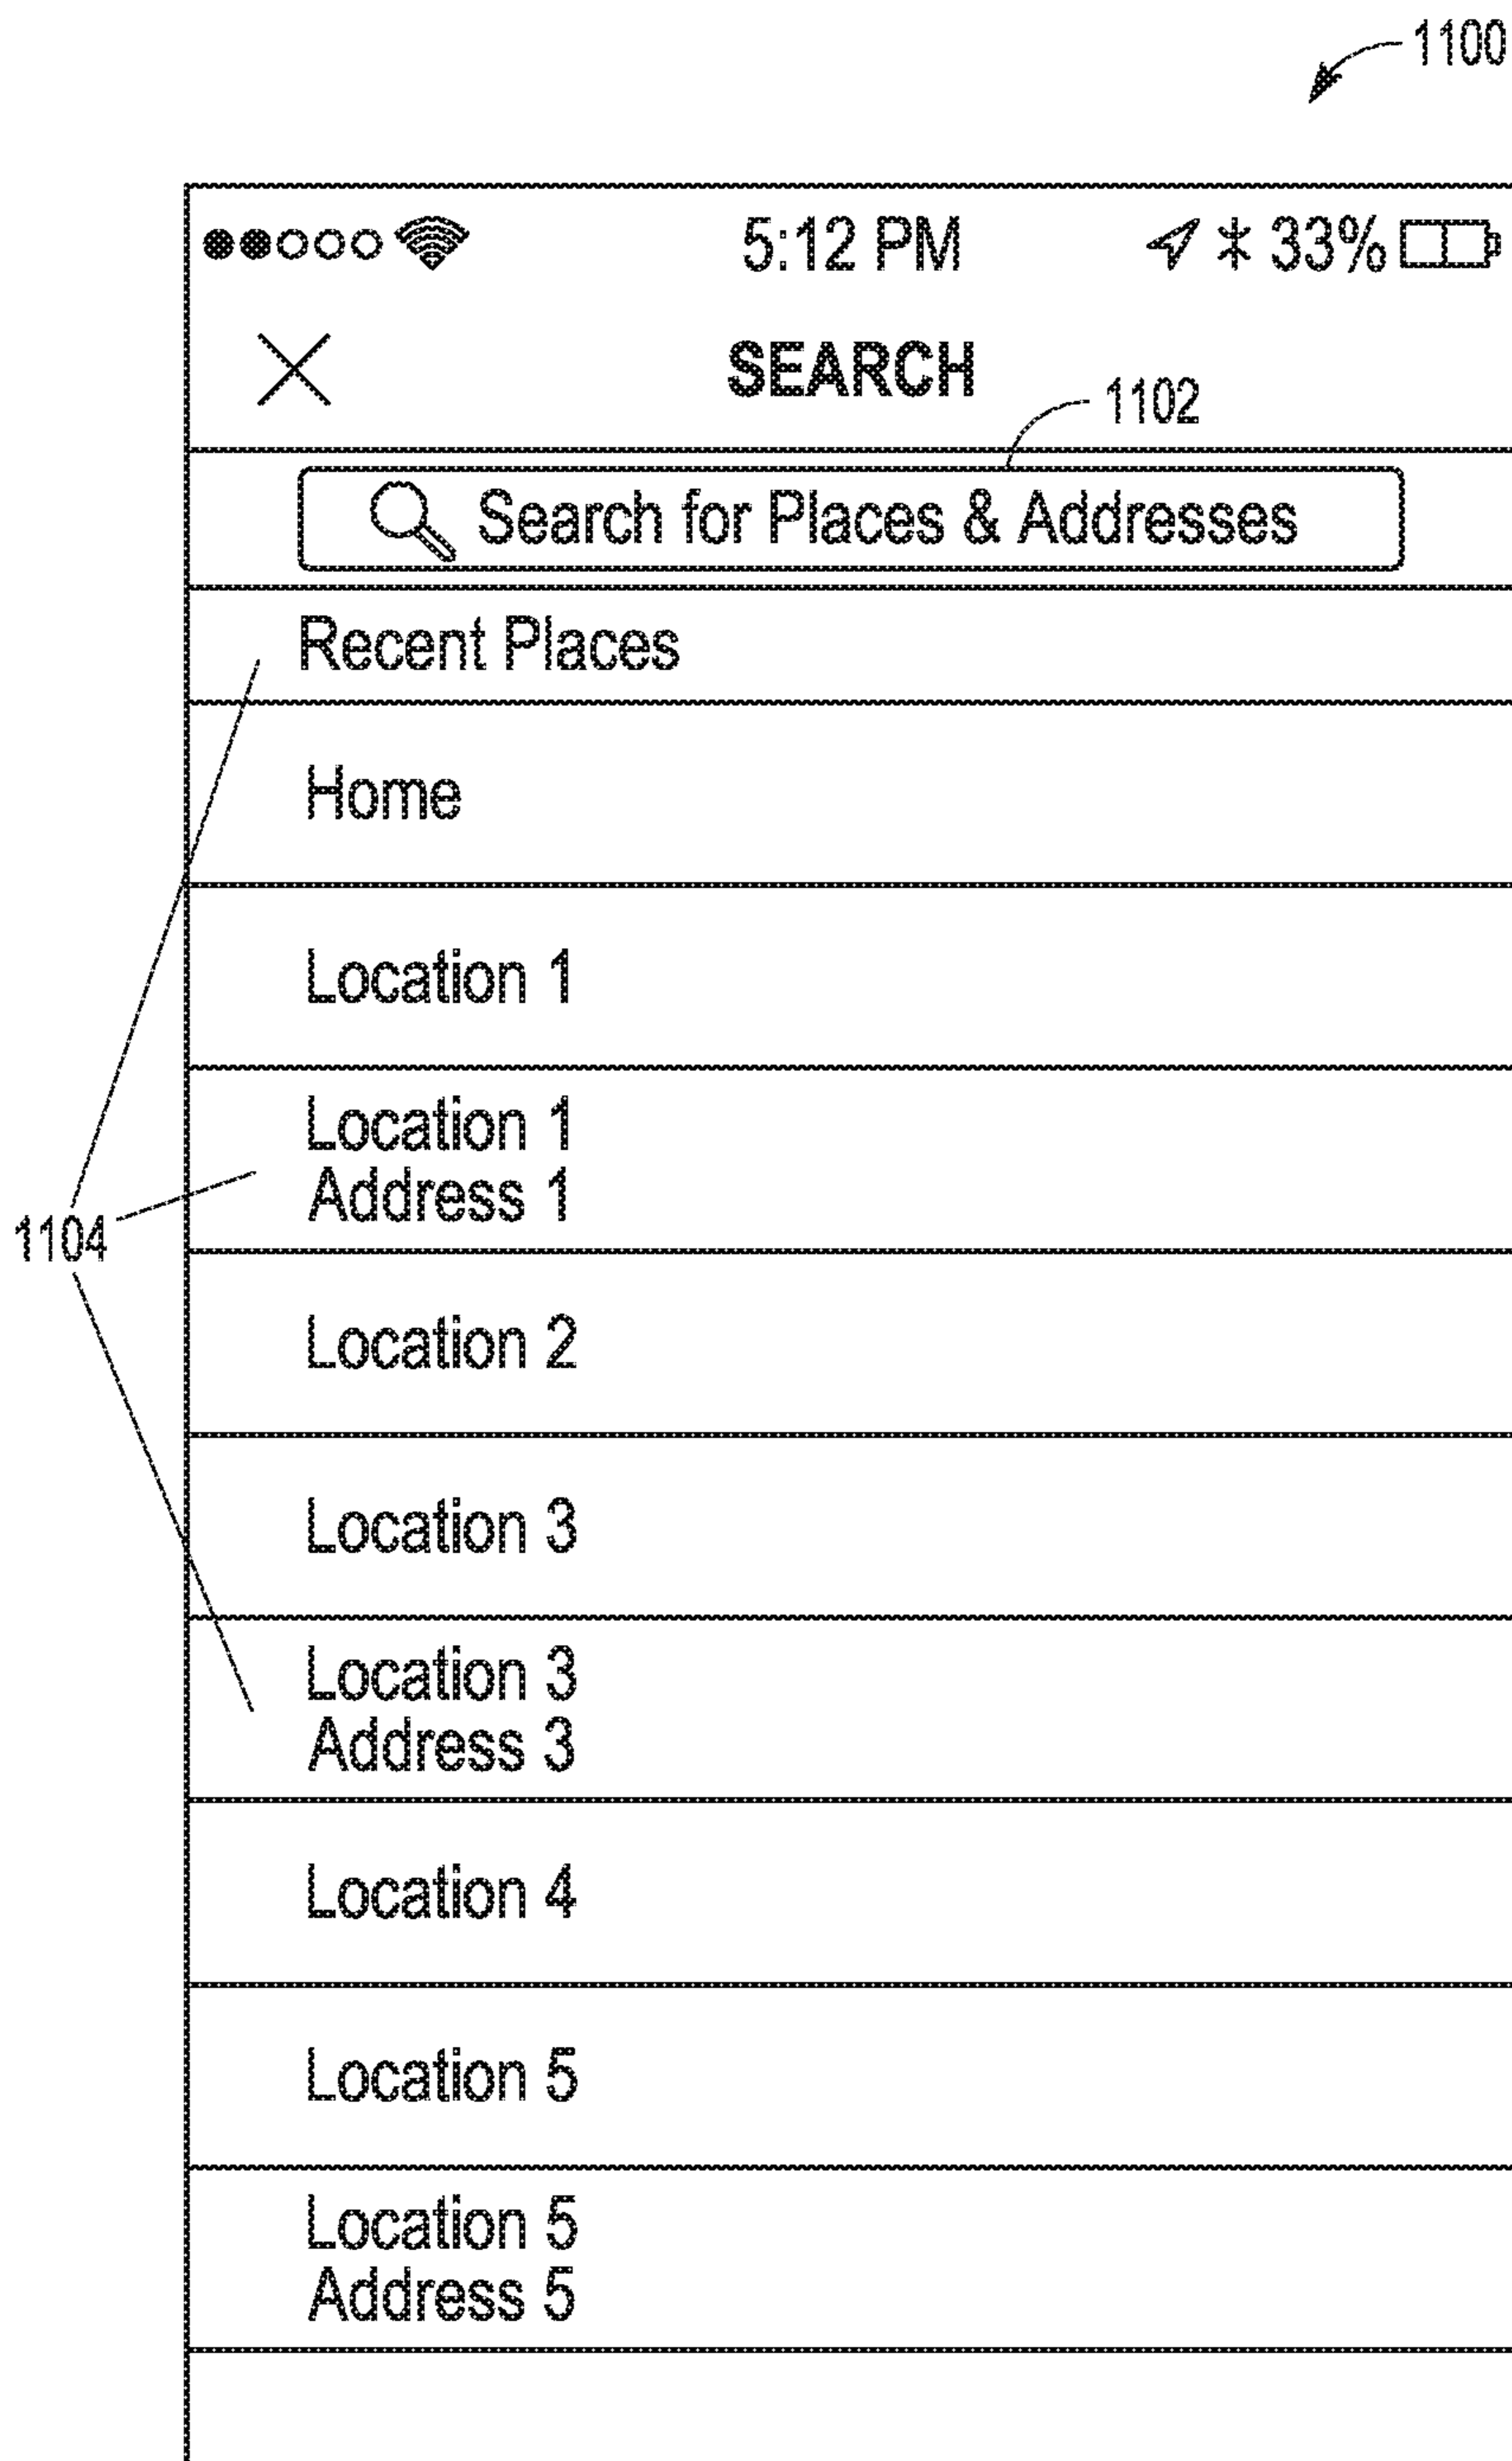 1100
5:12 PM 33%
SEARCH
1102
Search for Places & Addresses
Recent Places
Home
Location 1
Location 1
Address 1
1104
Location 2
Location 3
Location 3
Address 3
Location 4
Location 5
Location 5
Address 5